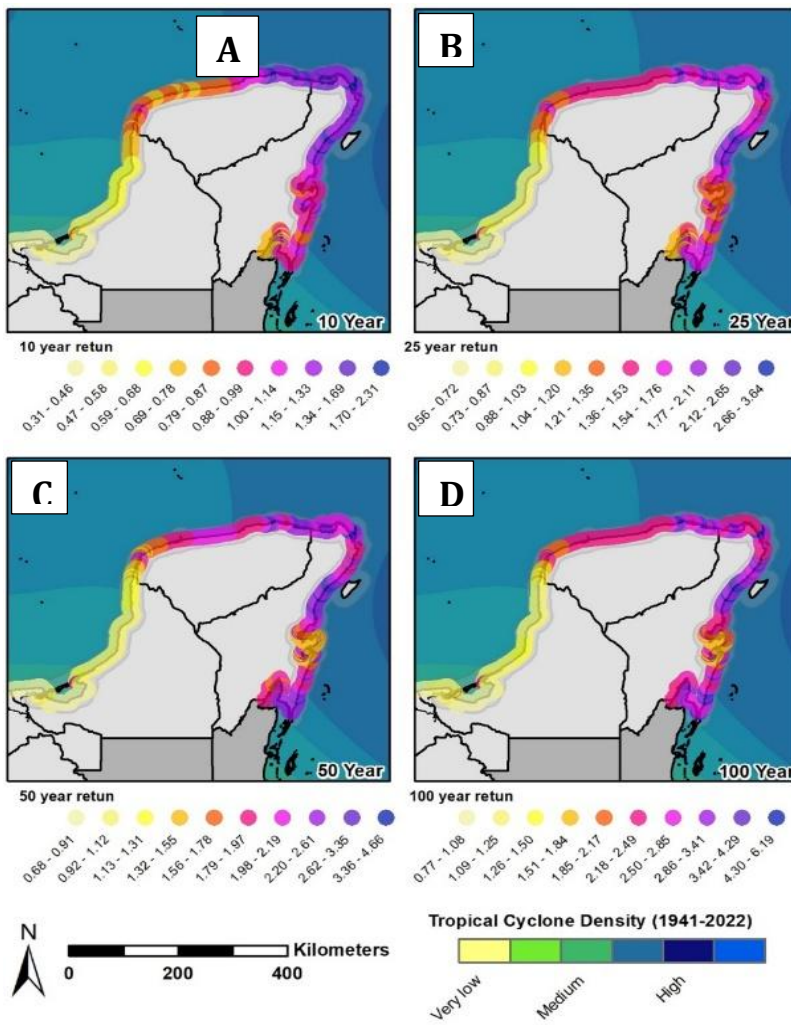 A
B
10 Year
25 Year
10 year retun
25 year retun
0.31 - 0.46
0.47 - 0.58
0.59 - 0.68
0.69 - 0.78
0.79 - 0.87
0.88 - 0.99
1.00 - 1.14
1.15 - 1.33
1.34 - 1.69
1.70 - 2.31
0.56 - 0.72
0.73 - 0.87
0.88 - 1.03
1.04 - 1.20
1.21 - 1.35
1.36 - 1.53
1.54 - 1.76
1.77 - 2.11
2.12 - 2.65
2.66 - 3.64
C
D
50 Year
100 Year
50 year retun
100 year retun
0.68 - 0.91
0.92 - 1.12
1.13 - 1.31
1.32 - 1.55
1.56 - 1.78
1.79 - 1.97
1.98 - 2.19
2.20 - 2.61
2.62 - 3.35
3.36 - 4.66
0.77 - 1.08
1.09 - 1.25
1.26 - 1.50
1.51 - 1.84
1.85 - 2.17
2.18 - 2.49
2.50 - 2.85
2.86 - 3.41
3.42 - 4.29
4.30 - 6.19
N
Kilometers
0 200 400
Tropical Cyclone Density (1941-2022)
Very low
Medium
High